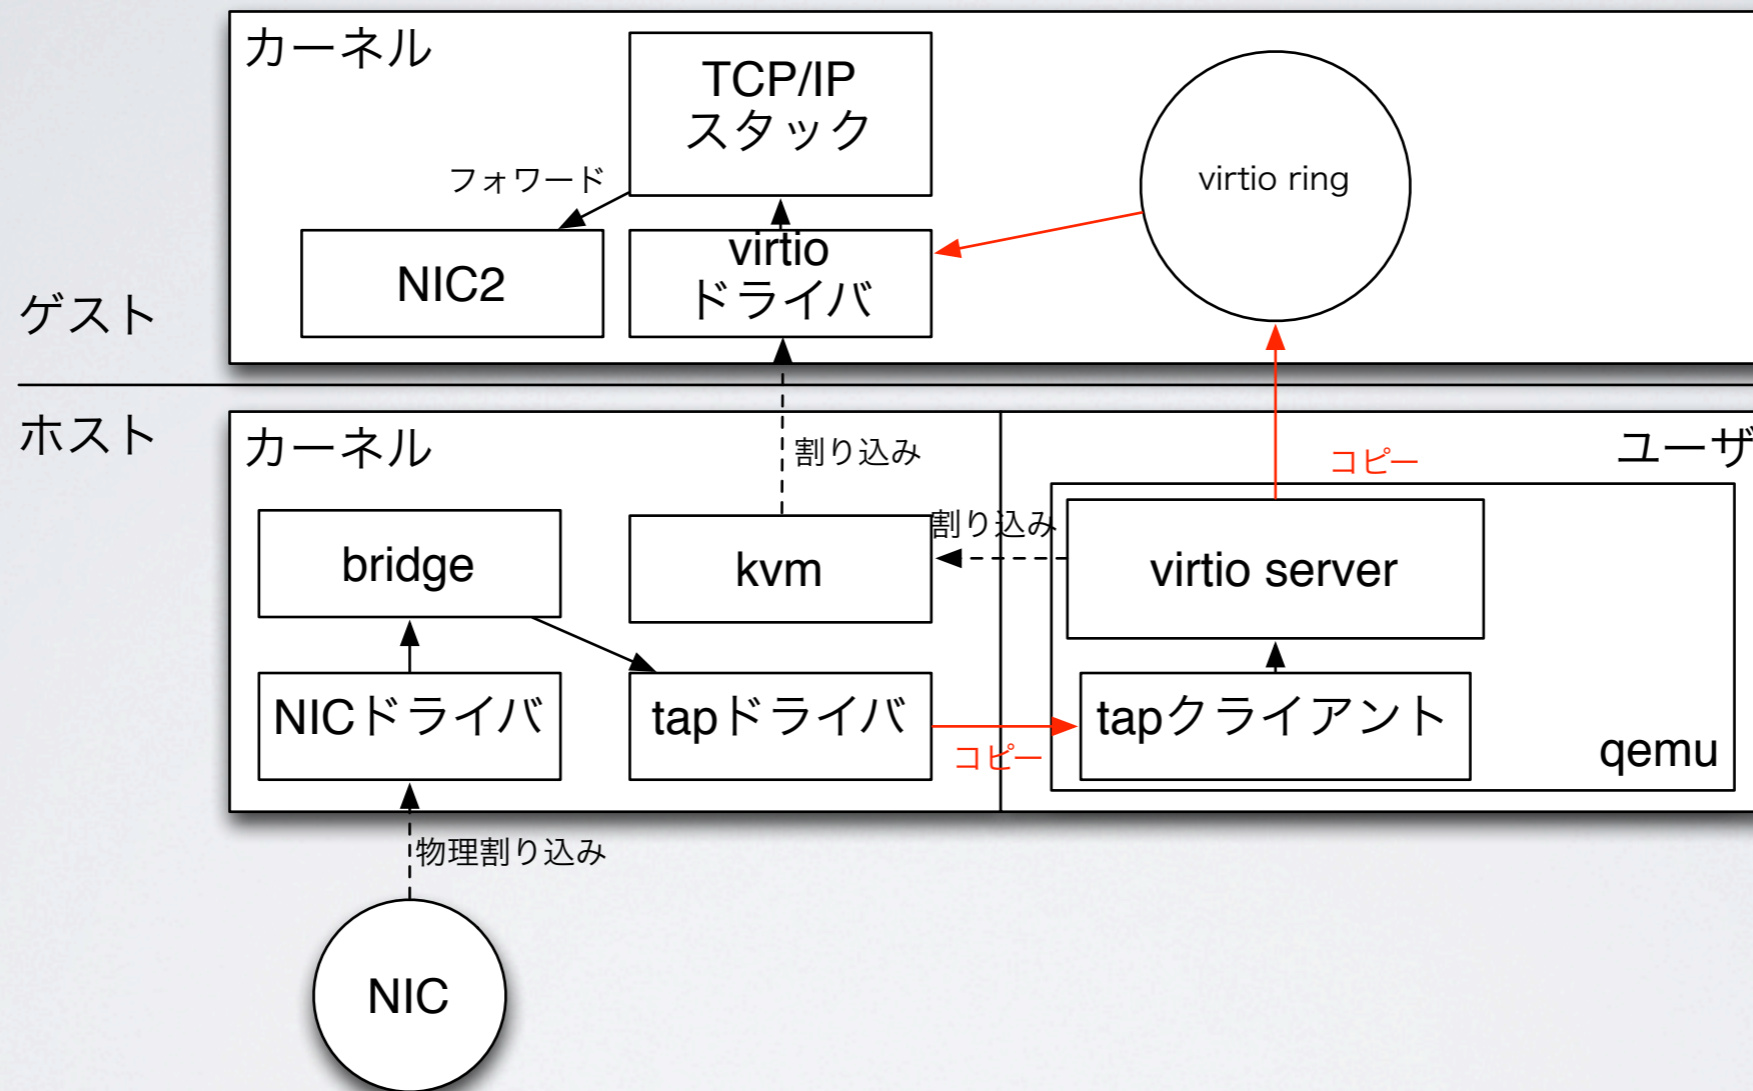 カーネル
TCP/IP
スタック
virtio ring
フォワード
NIC2
virtio
ドライバ
ゲスト
ホスト
カーネル
割り込み
コピー
ユーザ
bridge
kvm
割り込み
virtio server
NICドライバ
tapドライバ
コピー
tapクライアント
qemu
物理割り込み
NIC